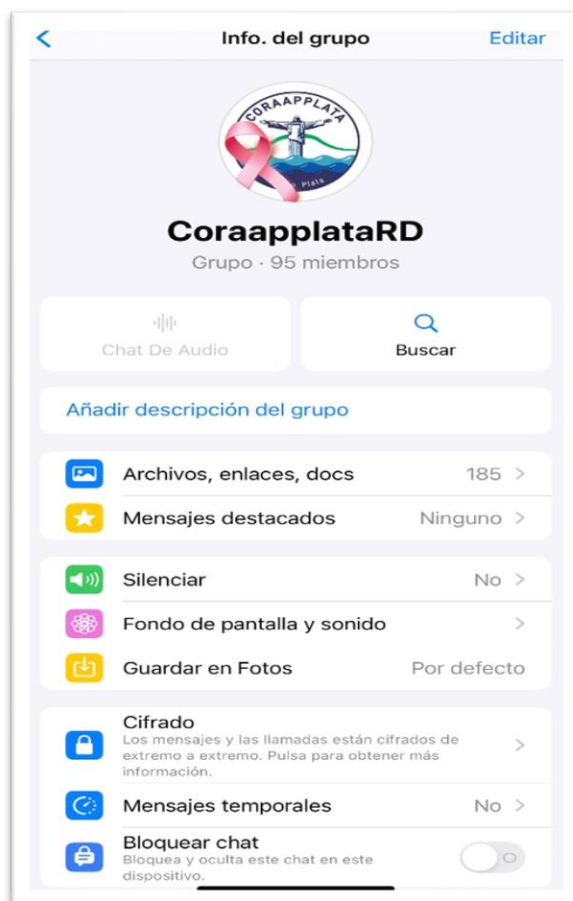 Info. del grupo
Editar
CORAAPPLATA
Plata
CoraapplataRD
Grupo · 95 miembros
Chat De Audio
Buscar
Añadir descripción del grupo
Archivos, enlaces, docs 185
Mensajes destacados Ninguno
Silenciar No
Fondo de pantalla y sonido
Guardar en Fotos Por defecto
Cifrado
Los mensajes y las llamadas están cifrados de
extremo a extremo. Pulsa para obtener más
información.
Mensajes temporales No
Bloquear chat
Bloquea y oculta este chat en este
dispositivo.